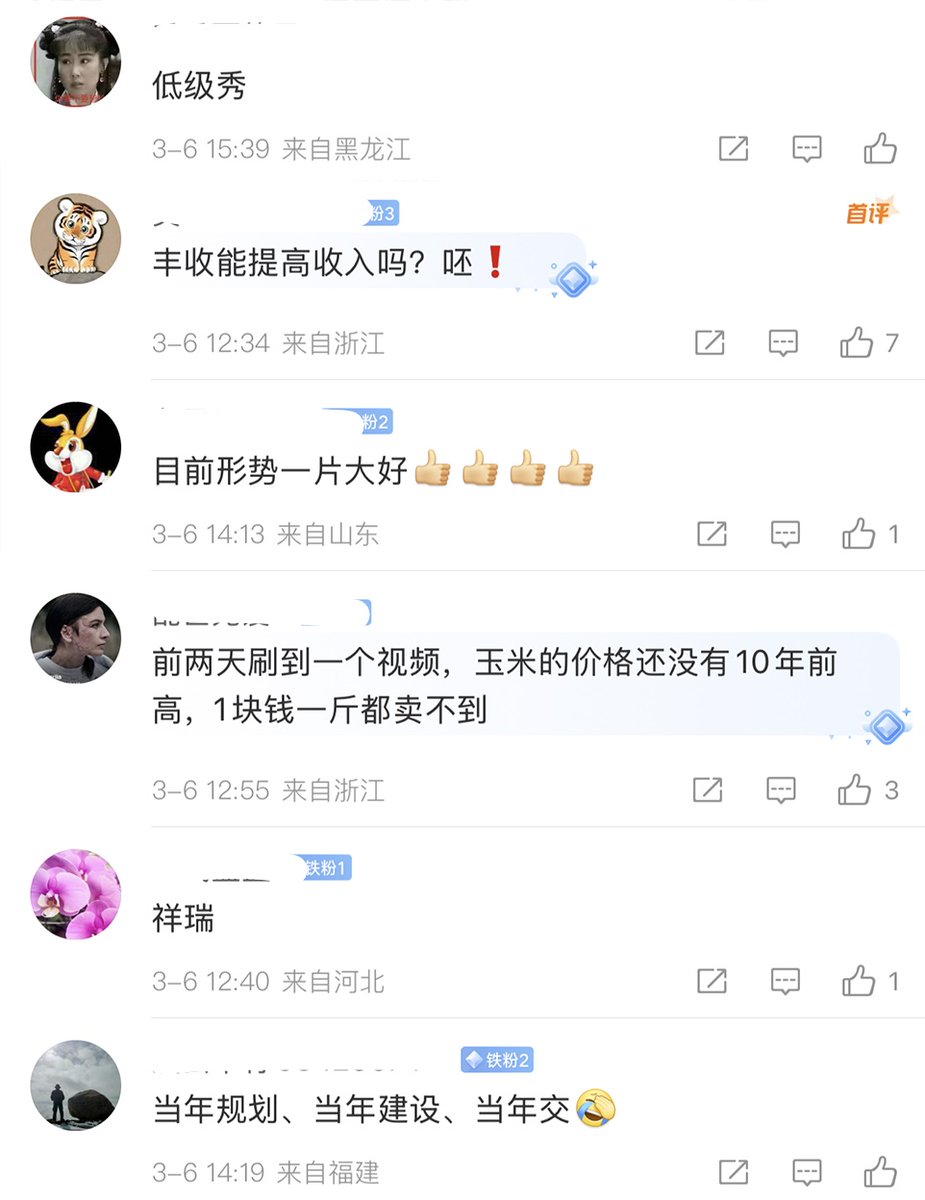 低级秀
3-6 15:39 来自黑龙江
粉3
首评
丰收能提高收入吗？呸❗
3-6 12:34 来自浙江
7
粉2
目前形势一片大好👍👍👍👍
3-6 14:13 来自山东
1
前两天刷到一个视频，玉米的价格还没有10年前
高，1块钱一斤都卖不到
3-6 12:55 来自浙江
3
铁粉1
祥瑞
3-6 12:40 来自河北
1
铁粉2
当年规划、当年建设、当年交🤣
3-6 14:19 来自福建